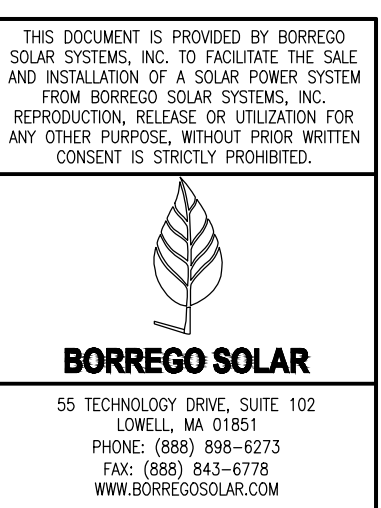 THIS DOCUMENT IS PROVIDED BY BORREGO
SOLAR SYSTEMS, INC. TO FACILITATE THE SALE
AND INSTALLATION OF A SOLAR POWER SYSTEM
FROM BORREGO SOLAR SYSTEMS, INC.
REPRODUCTION, RELEASE OR UTILIZATION FOR
ANY OTHER PURPOSE, WITHOUT PRIOR WRITTEN
CONSENT IS STRICTLY PROHIBITED.
BORREGO SOLAR
55 TECHNOLOGY DRIVE, SUITE 102
LOWELL, MA 01851
PHONE: (888) 898-6273
FAX: (888) 843-6778
WWW.BORREGOSOLAR.COM